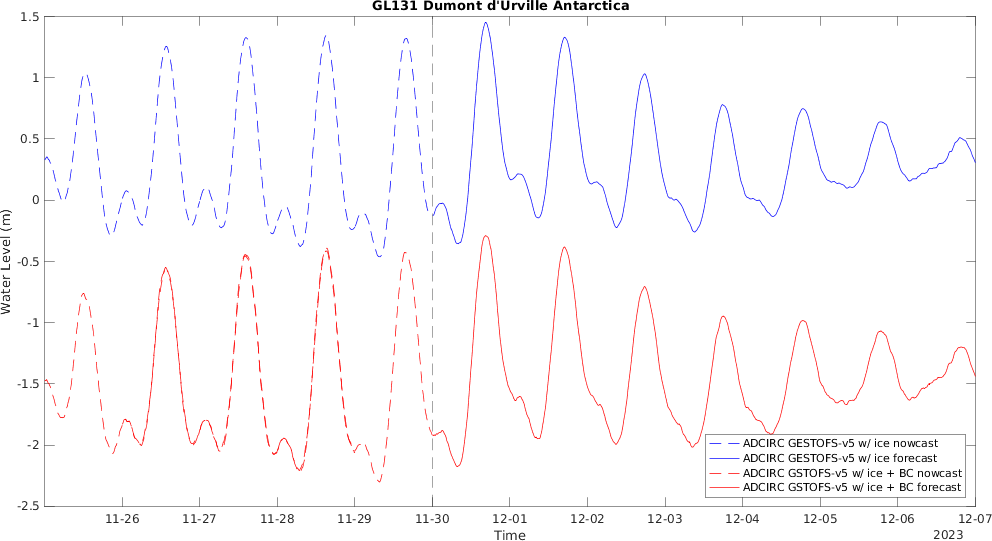 GL131 Dumont d'Urville Antarctica
1.5
1
0.5
0
-0.5
-1
-1.5
-2
-2.5
Water Level (m)
ADCIRC GESTOFS-v5 w/ ice nowcast
ADCIRC GESTOFS-v5 w/ ice forecast
ADCIRC GSTOFS-v5 w/ ice + BC nowcast
ADCIRC GSTOFS-v5 w/ ice + BC forecast
11-26 11-27 11-28 11-29 11-30 12-01 12-02 12-03 12-04 12-05 12-06 12-07
Time
2023